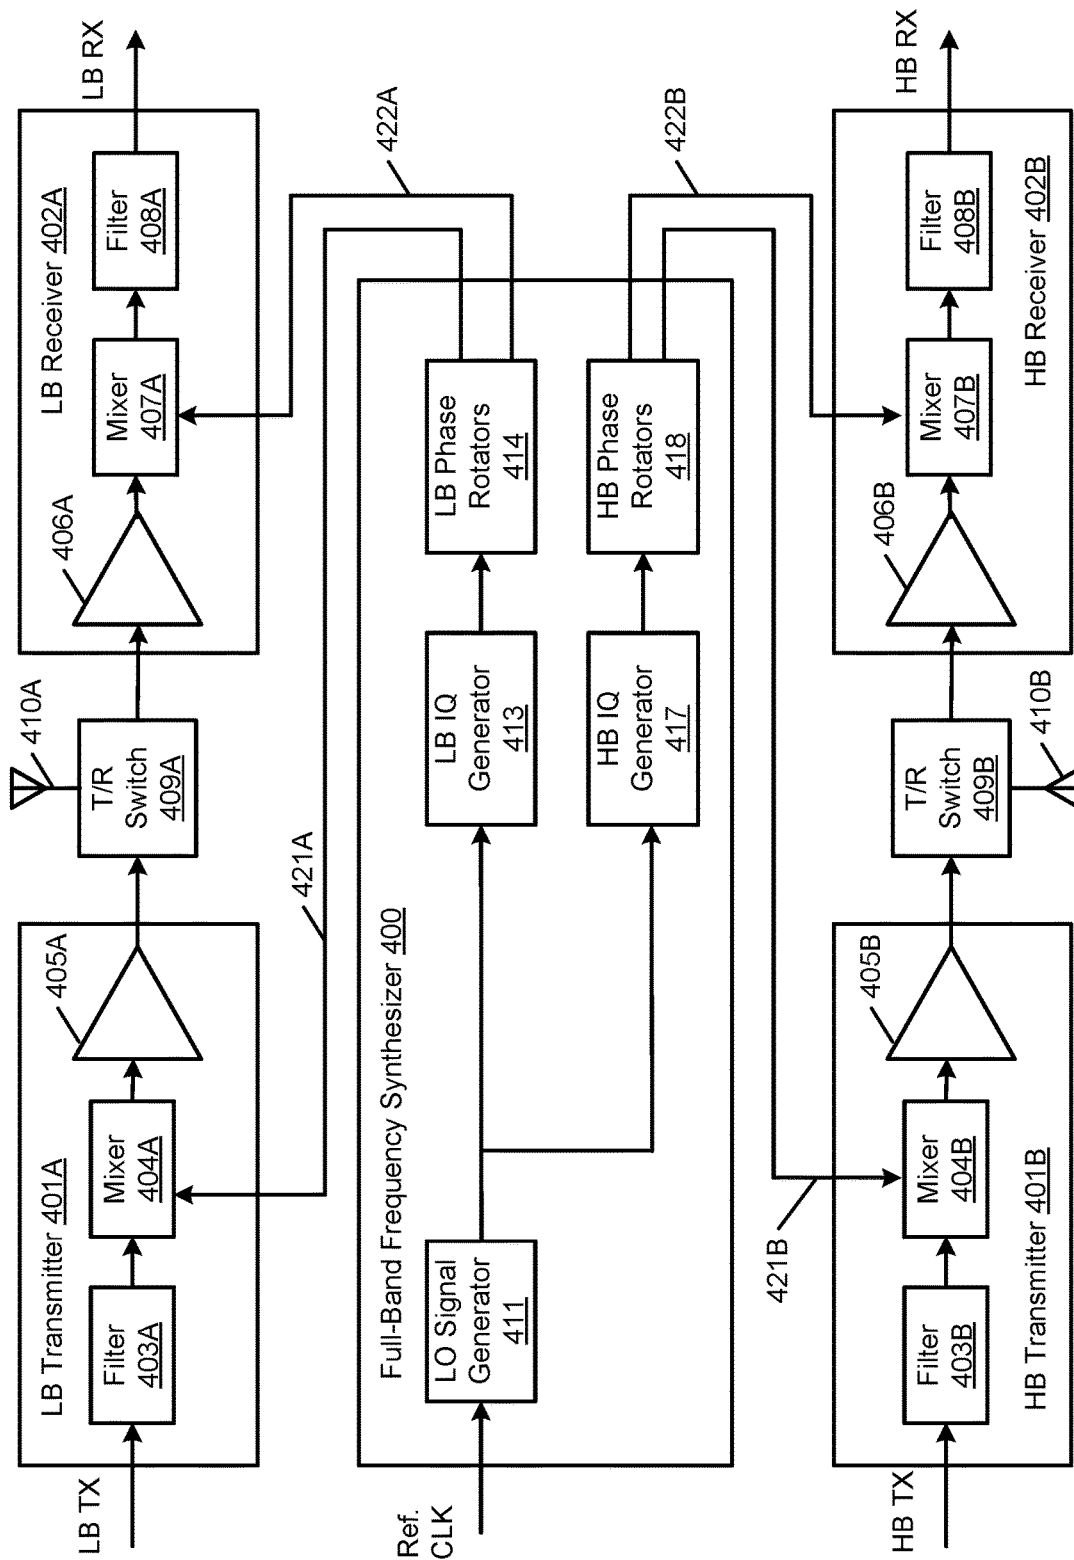 LB TX
LB Transmitter 401A
Filter
403A
Mixer
404A
405A
410A
T/R
Switch
409A
406A
LB Receiver 402A
Mixer
407A
Filter
408A
LB RX
421A
422A
Ref.
CLK
Full-Band Frequency Synthesizer 400
LO Signal
Generator
411
LB IQ
Generator
413
LB Phase
Rotators
414
HB IQ
Generator
417
HB Phase
Rotators
418
421B
422B
HB TX
HB Transmitter 401B
Filter
403B
Mixer
404B
405B
T/R
Switch
409B
410B
406B
Mixer
407B
Filter
408B
HB Receiver 402B
HB RX